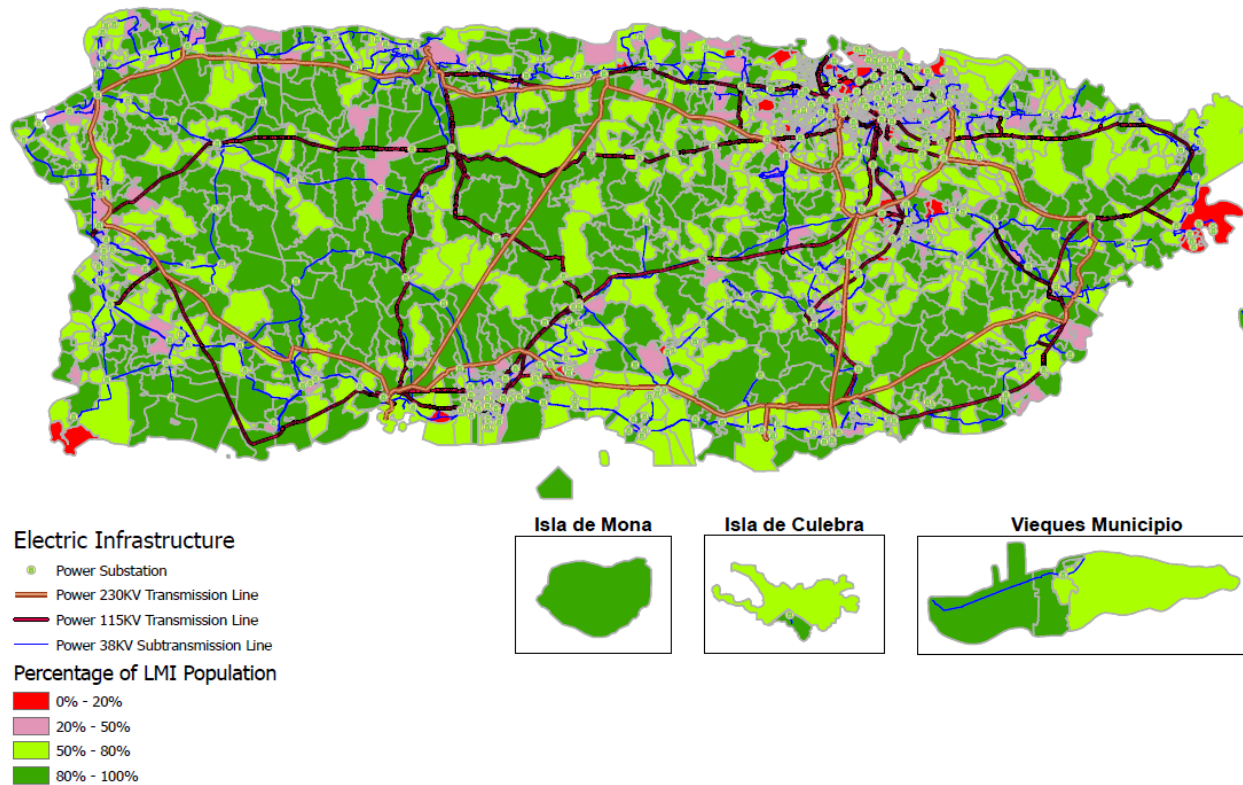 Isla de Mona
Isla de Culebra
Vieques Municipio
Electric Infrastructure
Power Substation
Power 230KV Transmission Line
Power 115KV Transmission Line
Power 38KV Subtransmission Line
Percentage of LMI Population
0% - 20%
20% - 50%
50% - 80%
80% - 100%